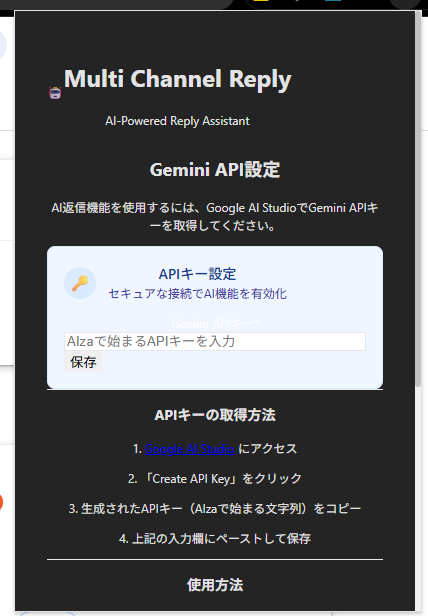 Multi Channel Reply
AI-Powered Reply Assistant
Gemini API設定
AI返信機能を使用するには、Google AI StudioでGemini APIキ
ーを取得してください。
APIキー設定
セキュアな接続でAI機能を有効化
Gemini APIキー *
AIzaで始まるAPIキーを入力
保存
APIキーの取得方法
1. Google AI Studio にアクセス
2. 「Create API Key」をクリック
3. 生成されたAPIキー（AIzaで始まる文字列）をコピー
4. 上記の入力欄にペーストして保存
使用方法